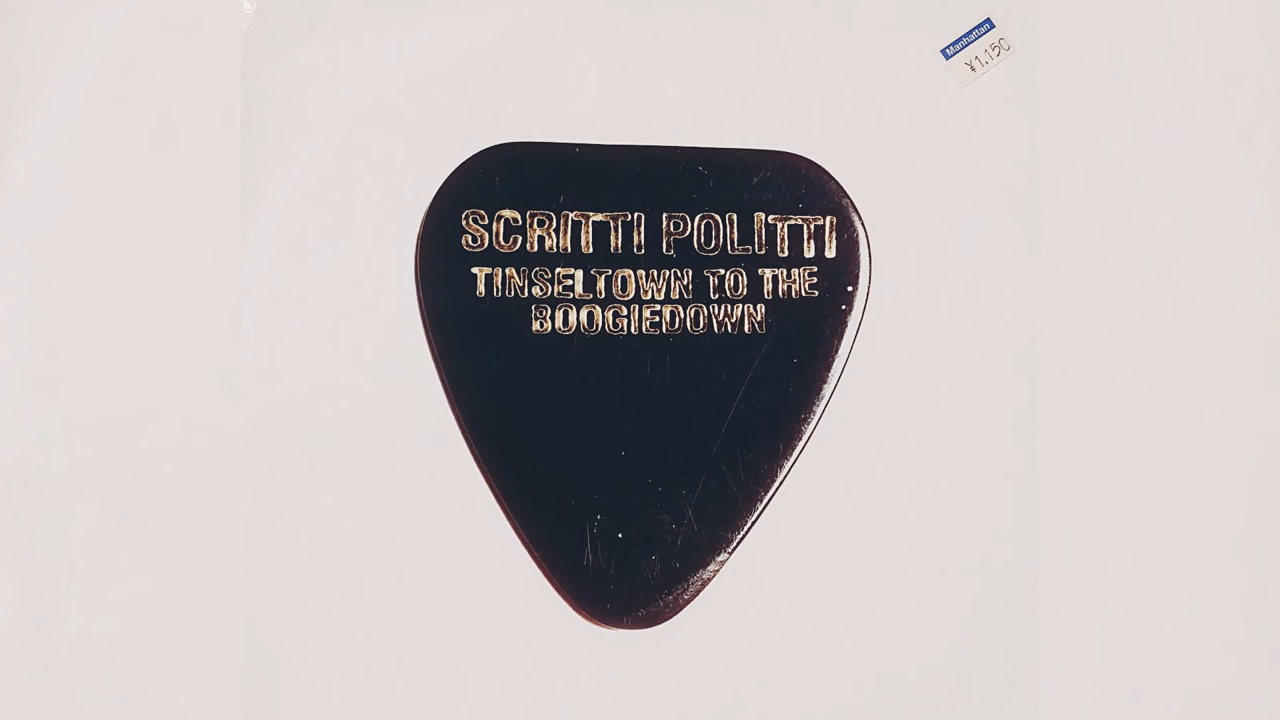 Manhattan
¥1,150
SCRITTI POLITTI
TINSELTOWN TO THE
BOOGIEDOWN